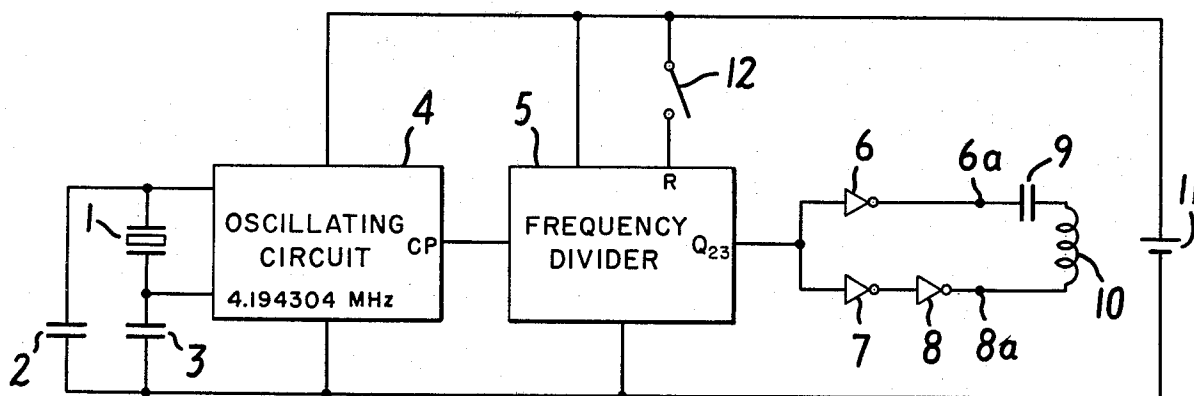 12
4
5
6
6a
9
11
R
1
OSCILLATING
CIRCUIT
CP
4.194304 MHz
FREQUENCY
DIVIDER
Q23
10
2
3
7
8
8a